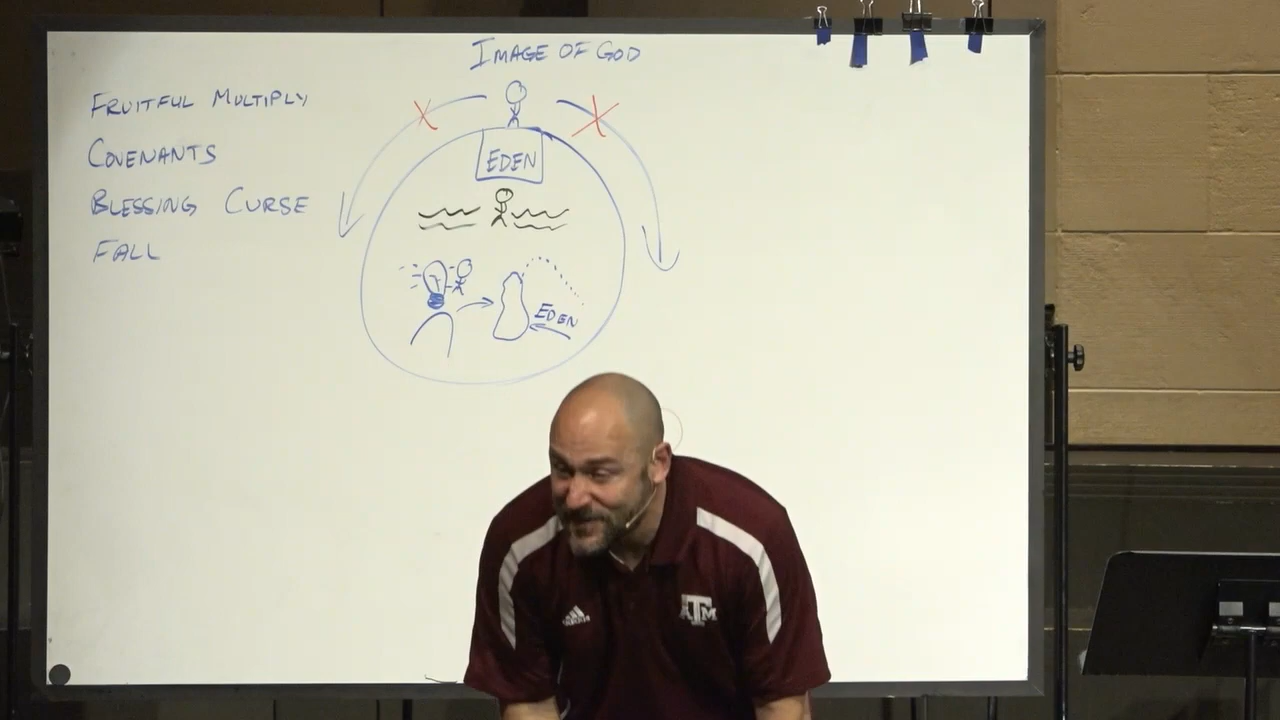 IMAGE OF GOD
FRUITFUL MULTIPLY
COVENANTS
BLESSING CURSE
FALL
EDEN
EDEN
ATM